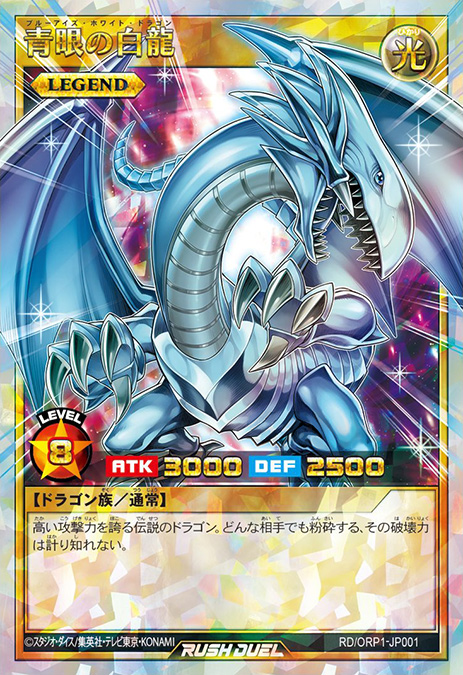 ブルーアイズ・ホワイト・ドラゴン
青眼の白龍
ひかり
光
LEGEND
LEVEL
8
ATK 3000 DEF 2500
【ドラゴン族／通常】
高い攻撃力を誇る伝説のドラゴン。どんな相手でも粉砕する、その破壊力
は計り知れない。
©スタジオ・ダイス/集英社・テレビ東京・KONAMI
RUSH DUEL
RD/ORP1-JP001